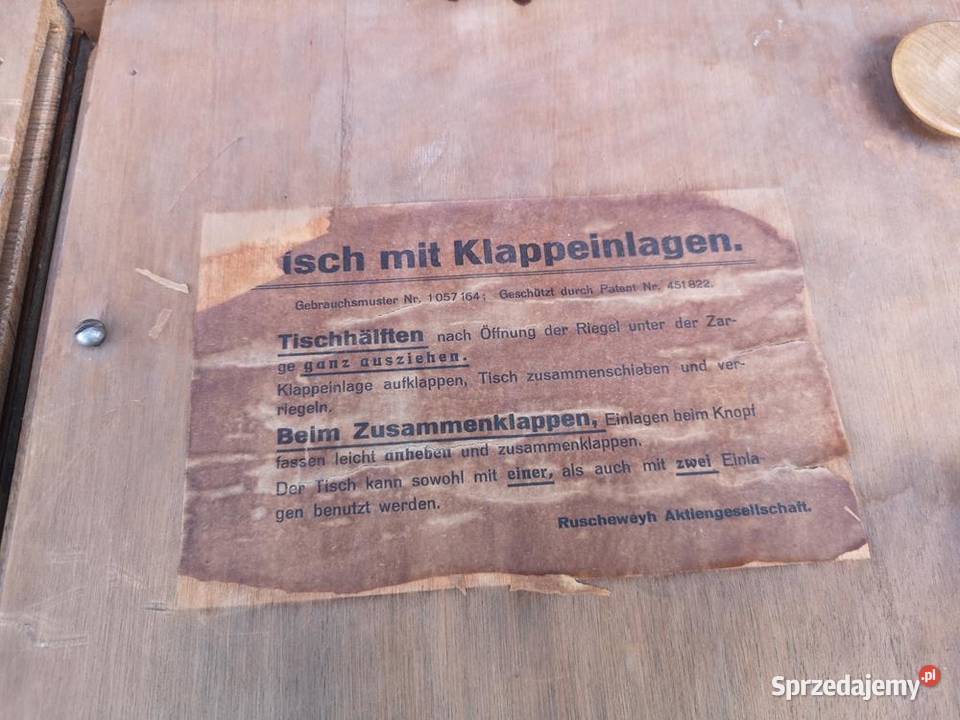 isch mit Klappeinlagen.
Gebrauchsmuster Nr. 1057164; Geschützt durch Patent Nr. 451822.
Tischhälften nach Öffnung der Riegel unter der Zar-
ge ganz ausziehen.
Klappeinlage aufklappen, Tisch zusammenschieben und ver-
riegeln.
Beim Zusammenklappen, Einlagen beim Knopf
fassen leicht anheben und zusammenklappen.
Der Tisch kann sowohl mit einer, als auch mit zwei Einla-
gen benutzt werden.
Ruscheweyh Aktiengesellschaft.
Sprzedajemy.pl